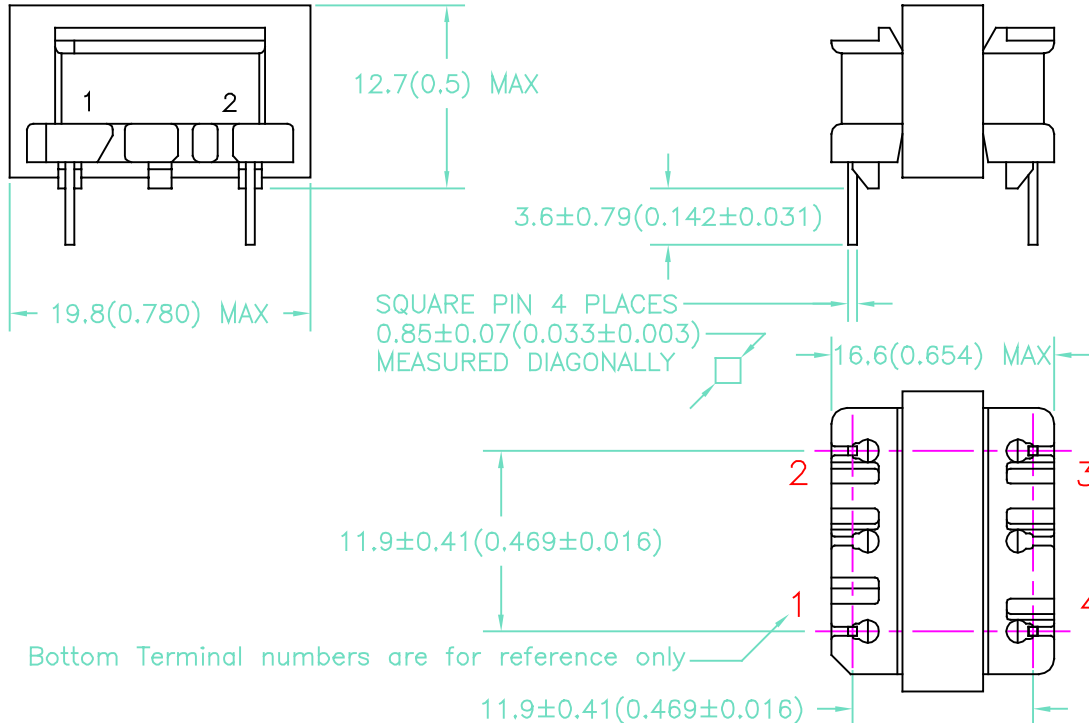 12.7(0.5) MAX
1
2
3.6±0.79(0.142±0.031)
19.8(0.780) MAX
SQUARE PIN 4 PLACES
0.85±0.07(0.033±0.003)
MEASURED DIAGONALLY
16.6(0.654) MAX
2
3
11.9±0.41(0.469±0.016)
1
4
Bottom Terminal numbers are for reference only
11.9±0.41(0.469±0.016)